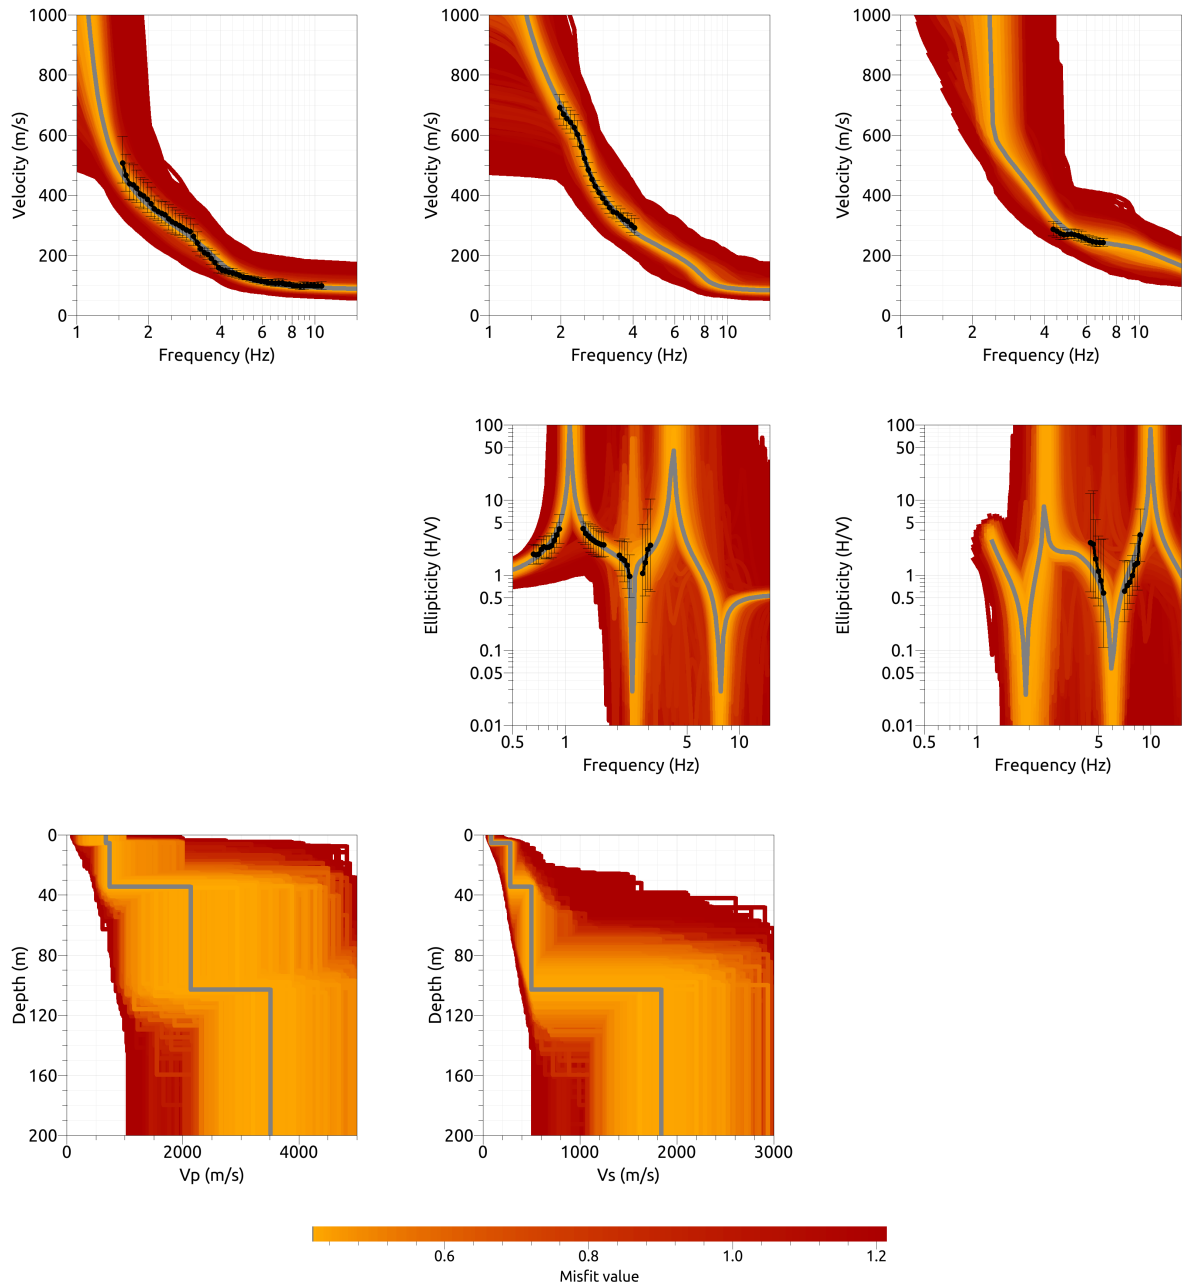 1000
800
600
400
200
0
Velocity (m/s)
1 2 4 6 8 10
Frequency (Hz)
1000
800
600
400
200
0
Velocity (m/s)
1 2 4 6 8 10
Frequency (Hz)
1000
800
600
400
200
0
Velocity (m/s)
1 2 4 6 8 10
Frequency (Hz)
100
50
10
5
1
0.5
0.1
0.05
0.01
Ellipticity (H/V)
0.5 1 5 10
Frequency (Hz)
100
50
10
5
1
0.5
0.1
0.05
0.01
Ellipticity (H/V)
0.5 1 5 10
Frequency (Hz)
0
40
80
120
160
200
Depth (m)
0 2000 4000
Vp (m/s)
0
40
80
120
160
200
Depth (m)
0 1000 2000 3000
Vs (m/s)
0.6 0.8 1.0 1.2
Misfit value